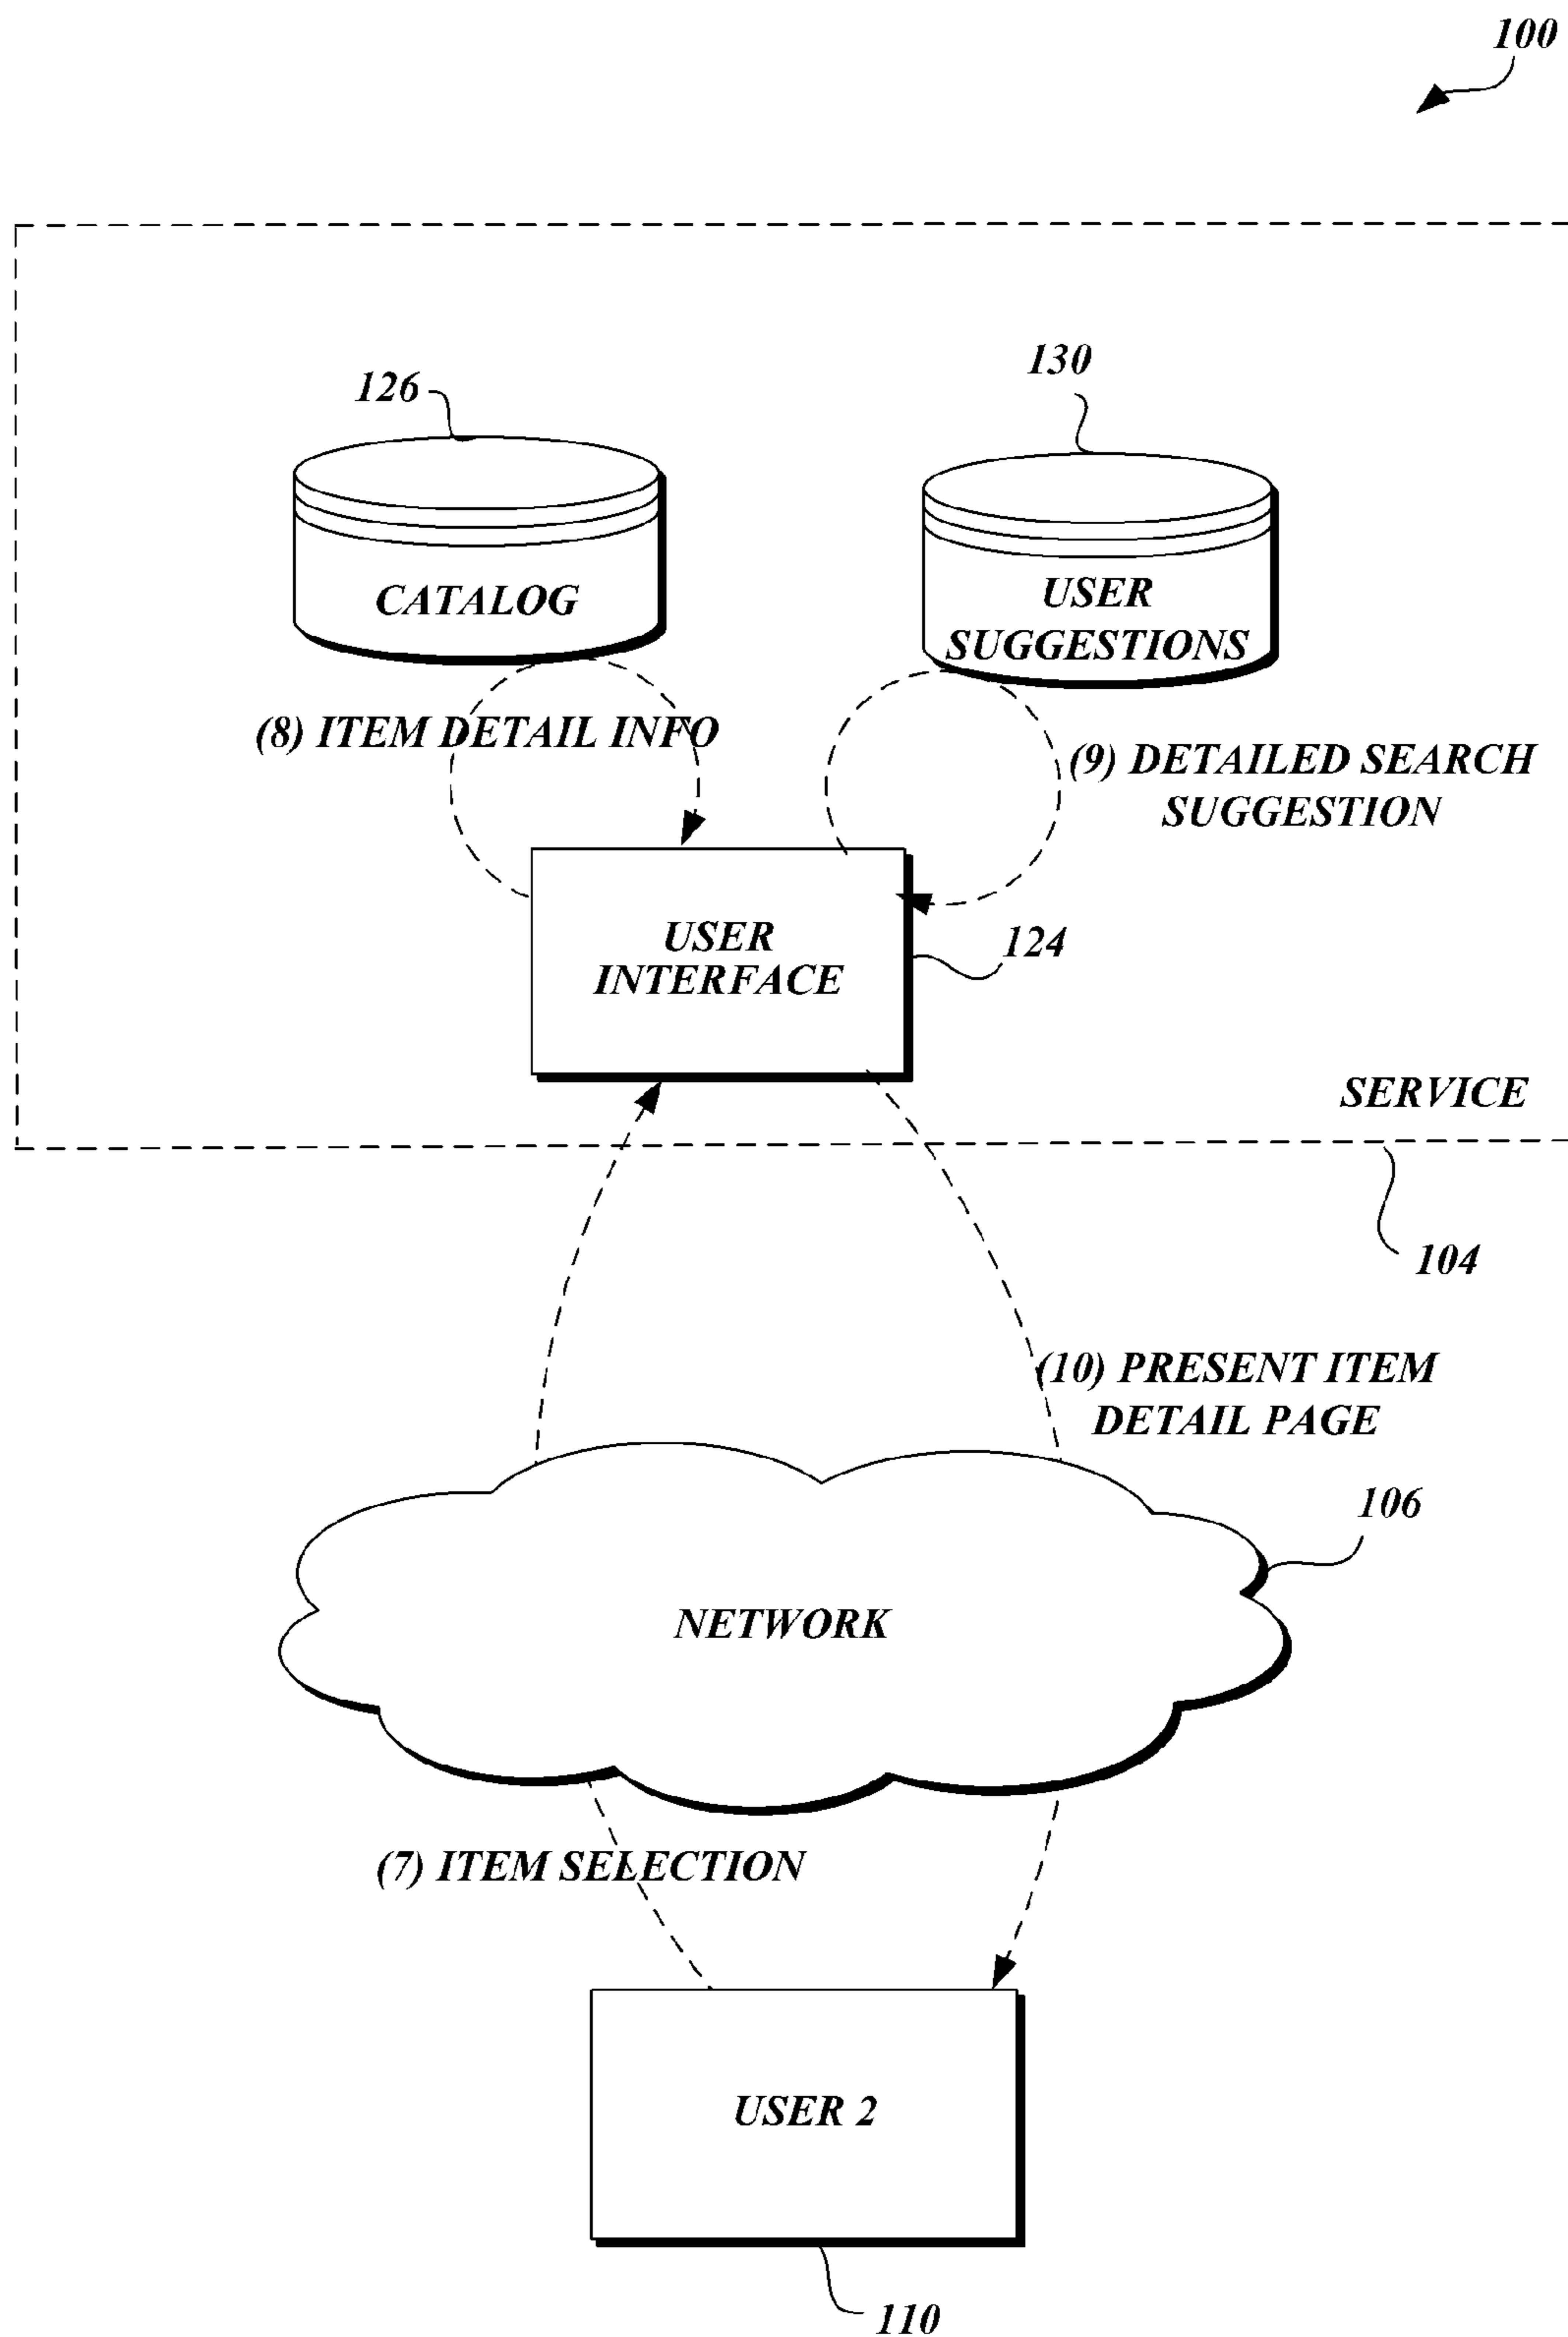 100
126
130
CATALOG
USER
SUGGESTIONS
(8) ITEM DETAIL INFO
(9) DETAILED SEARCH
SUGGESTION
USER
INTERFACE
124
SERVICE
104
(10) PRESENT ITEM
DETAIL PAGE
106
NETWORK
(7) ITEM SELECTION
USER 2
110